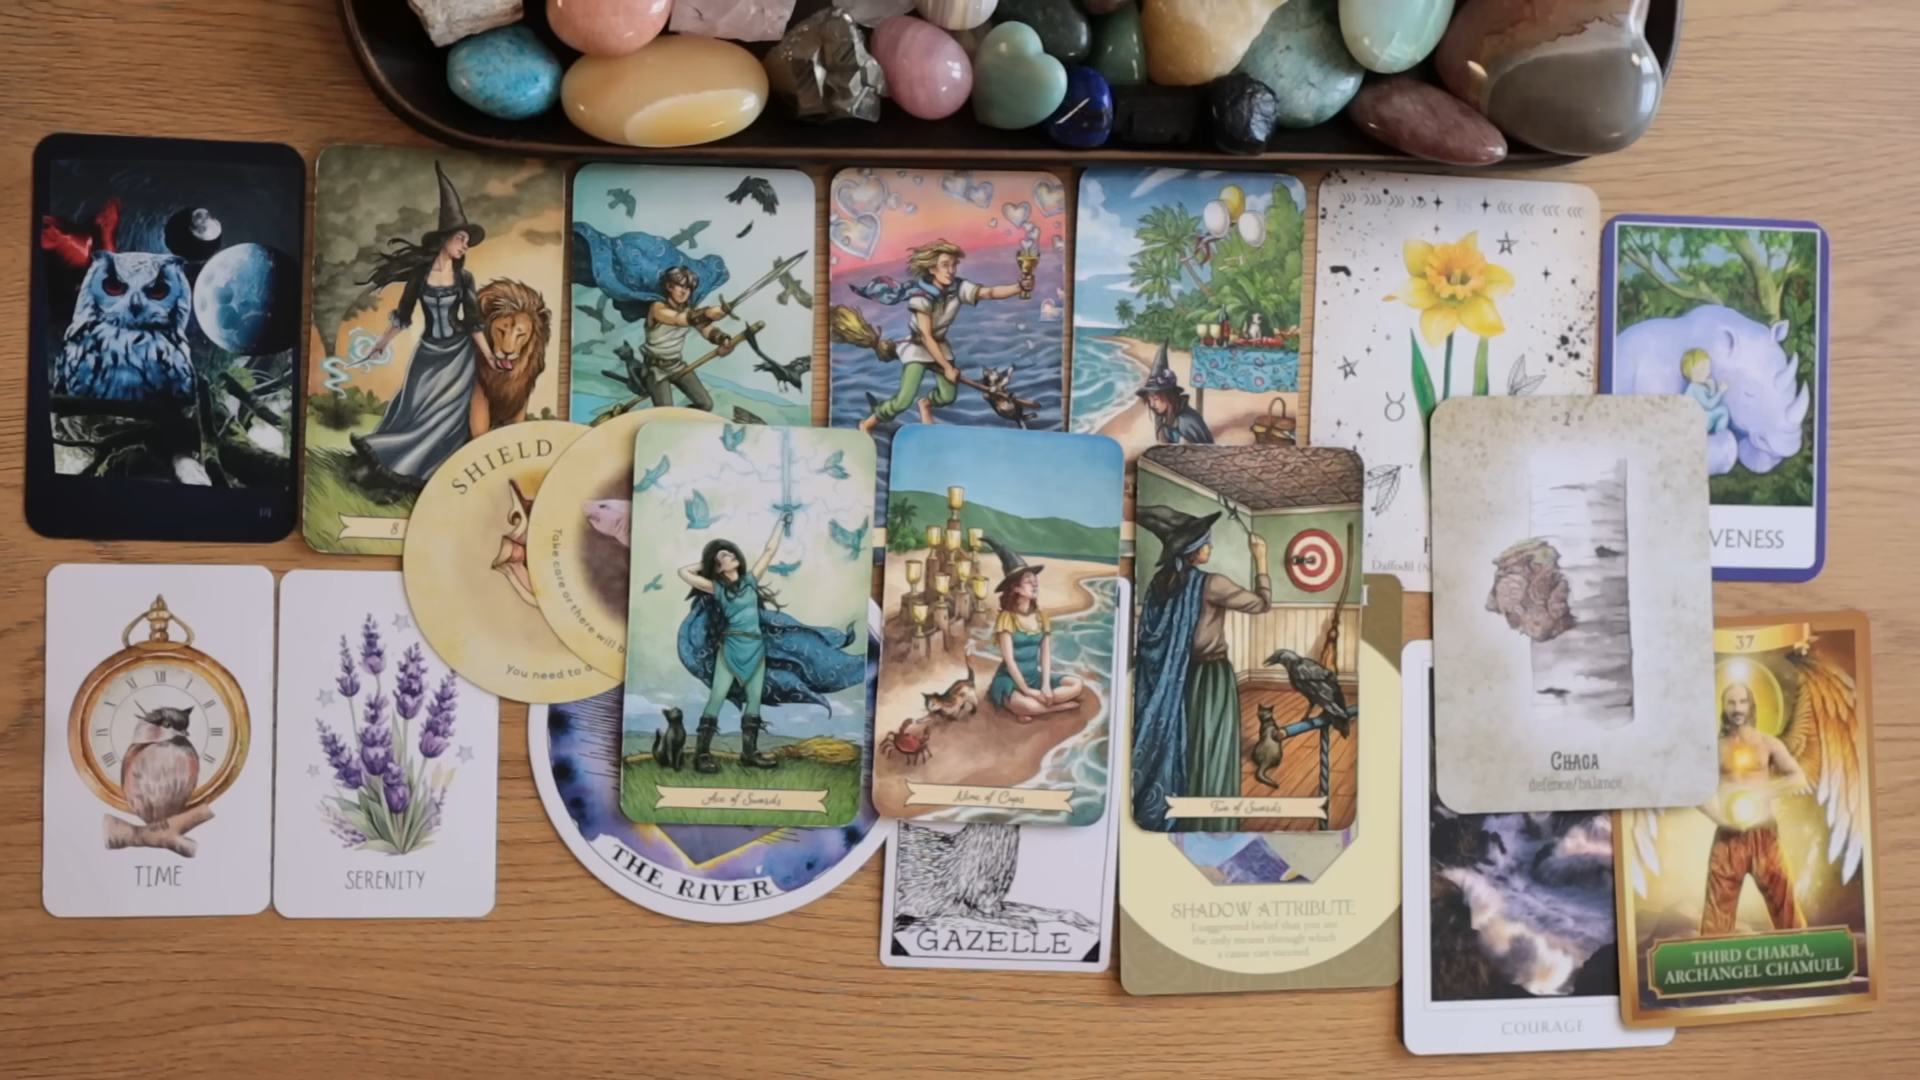 18
8
SHIELD
Take care or there will b
You need to a
Daffodil (N
VENESS
2
CHAGA
defence/balance
Ace of Swords
Nine of Cups
Two of Swords
TIME
SERENITY
THE RIVER
GAZELLE
SHADOW ATTRIBUTE
Exaggerated belief that you are
the only means through which
a cause can succeed.
COURAGE
37
THIRD CHAKRA,
ARCHANGEL CHAMUEL